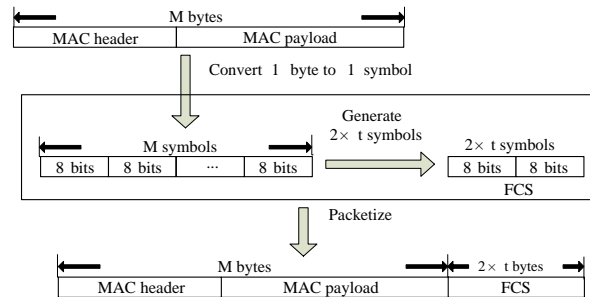 M bytes
MAC header MAC payload
Convert 1 byte to 1 symbol
Generate
2× t symbols
M symbols
2× t symbols
8 bits 8 bits ... 8 bits
8 bits 8 bits
FCS
Packetize
M bytes
2× t bytes
MAC header MAC payload FCS